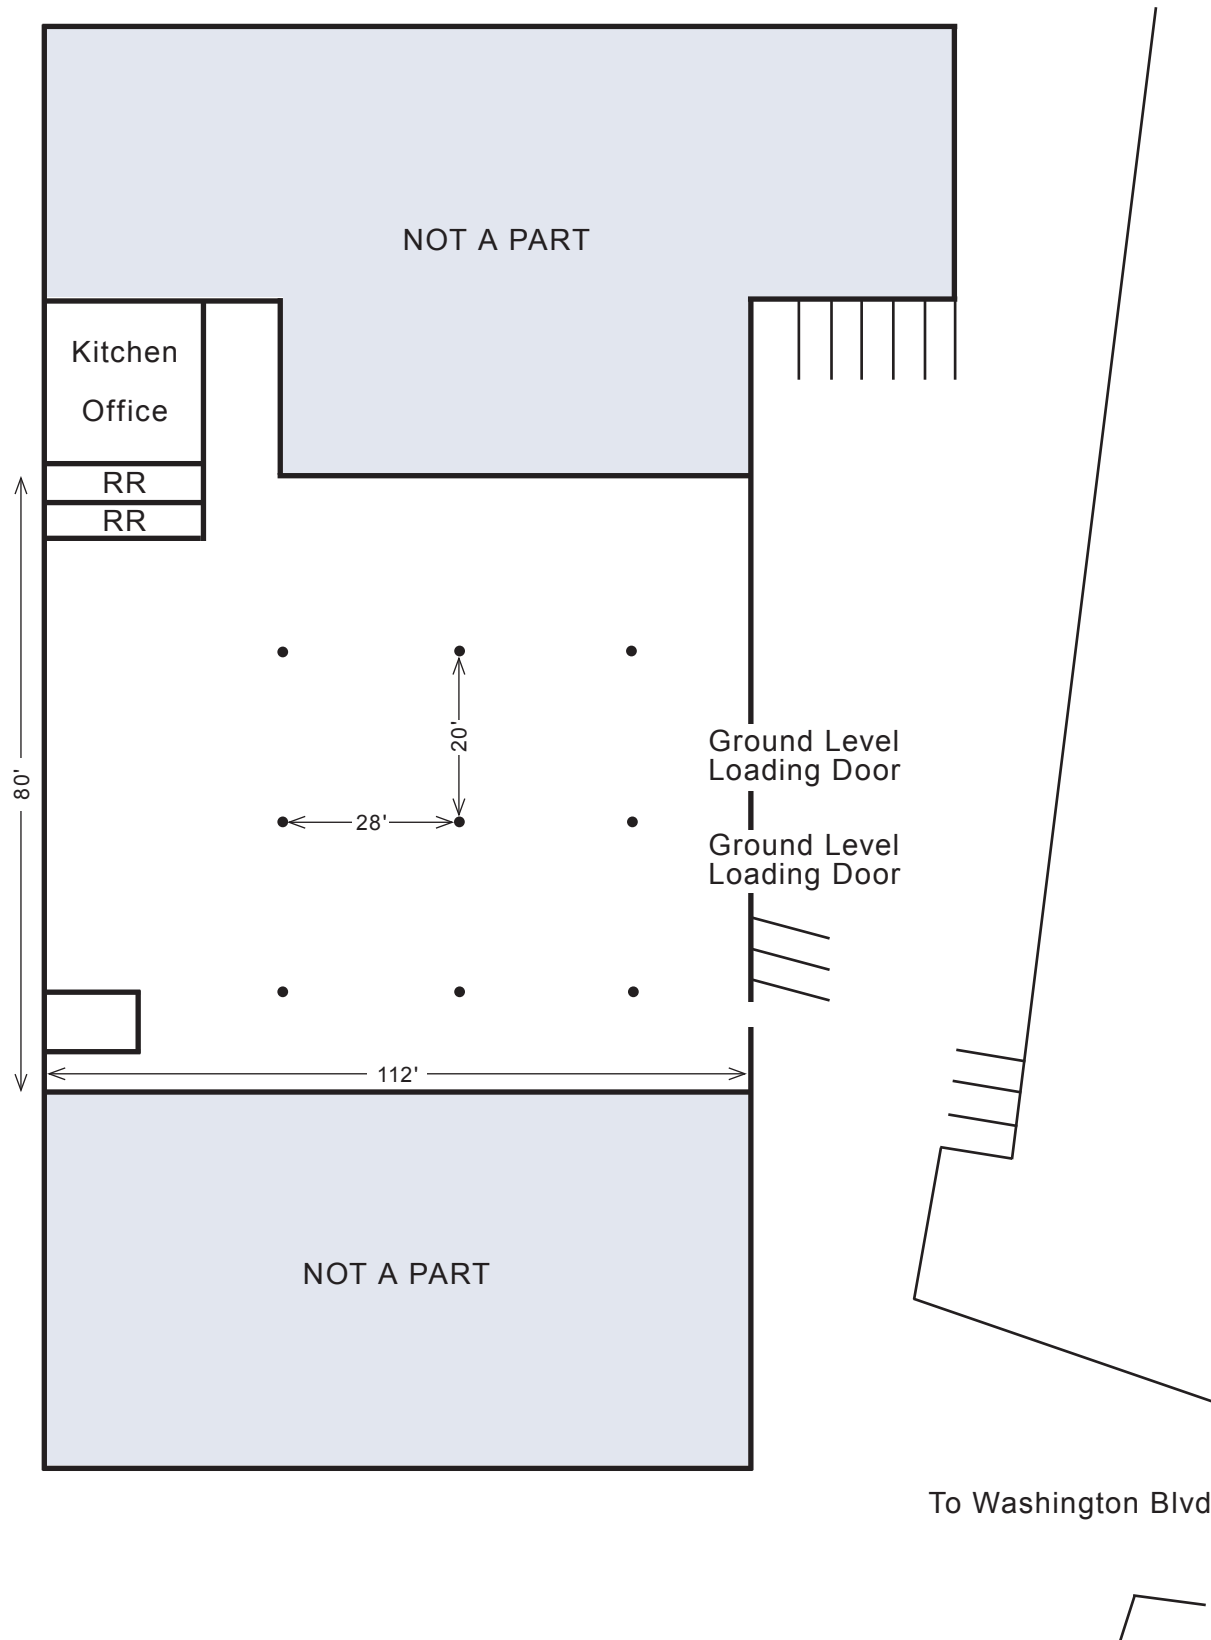 NOT A PART
Kitchen
Office
RR
RR
20'
Ground Level
Loading Door
80'
28'
Ground Level
Loading Door
112'
NOT A PART
To Washington Blvd